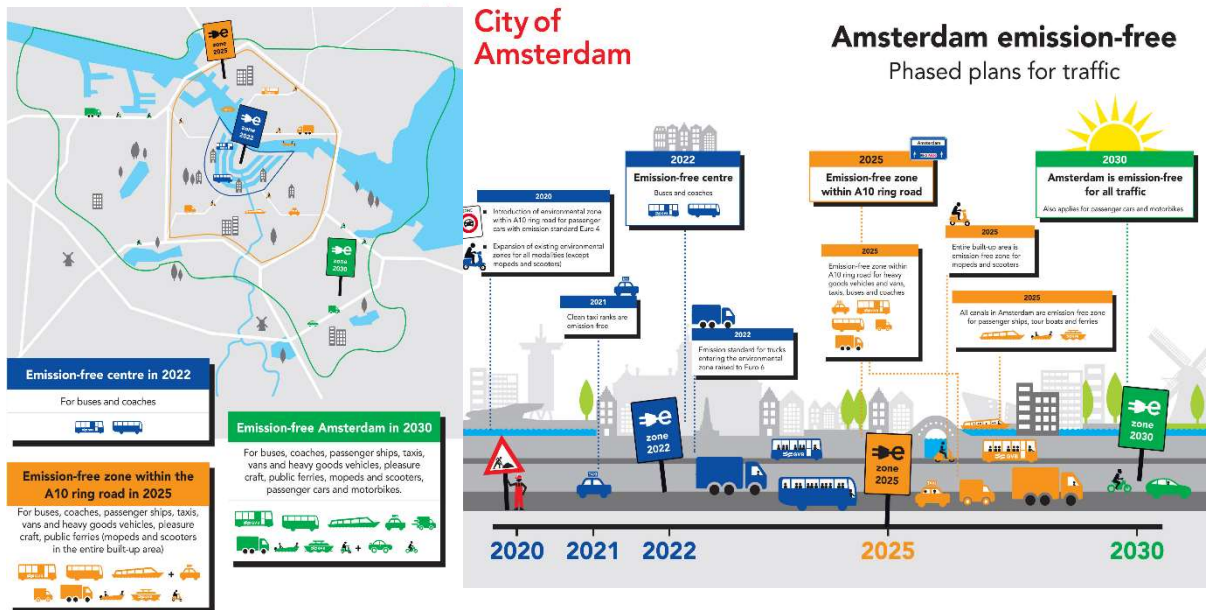 e
zone
2025
e
zone
2022
e
zone
2030
Emission-free centre in 2022
For buses and coaches
Emission-free zone within the
A10 ring road in 2025
For buses, coaches, passenger ships, taxis,
vans and heavy goods vehicles, pleasure
craft, public ferries (mopeds and scooters
in the entire built-up area)
+
Emission-free Amsterdam in 2030
For buses, coaches, passenger ships, taxis,
vans and heavy goods vehicles, pleasure
craft, public ferries, mopeds and scooters,
passenger cars and motorbikes.
+
City of
Amsterdam
Amsterdam emission-free
Phased plans for traffic
2020
Introduction of environmental zone
within A10 ring road for passenger
cars with emission standard Euro 4
Expansion of existing environmental
zones for all modalities (except
mopeds and scooters)
2021
Clean taxi ranks are
emission free
2022
Emission-free centre
Buses and coaches
2022
Emission standard for trucks
entering the environmental
zone raised to Euro 6
2025
Emission-free zone
within A10 ring road
Amsterdam
2025
Emission-free zone within
A10 ring road for heavy
goods vehicles and vans,
taxis, buses and coaches
2025
Entire built-up area is
emission free zone for
mopeds and scooters
2025
All canals in Amsterdam are emission free zone
for passenger ships, tour boats and ferries
2030
Amsterdam is emission-free
for all traffic
Also applies for passenger cars and motorbikes
e
zone
2022
e
zone
2025
e
zone
2030
2020
2021
2022
2025
2030